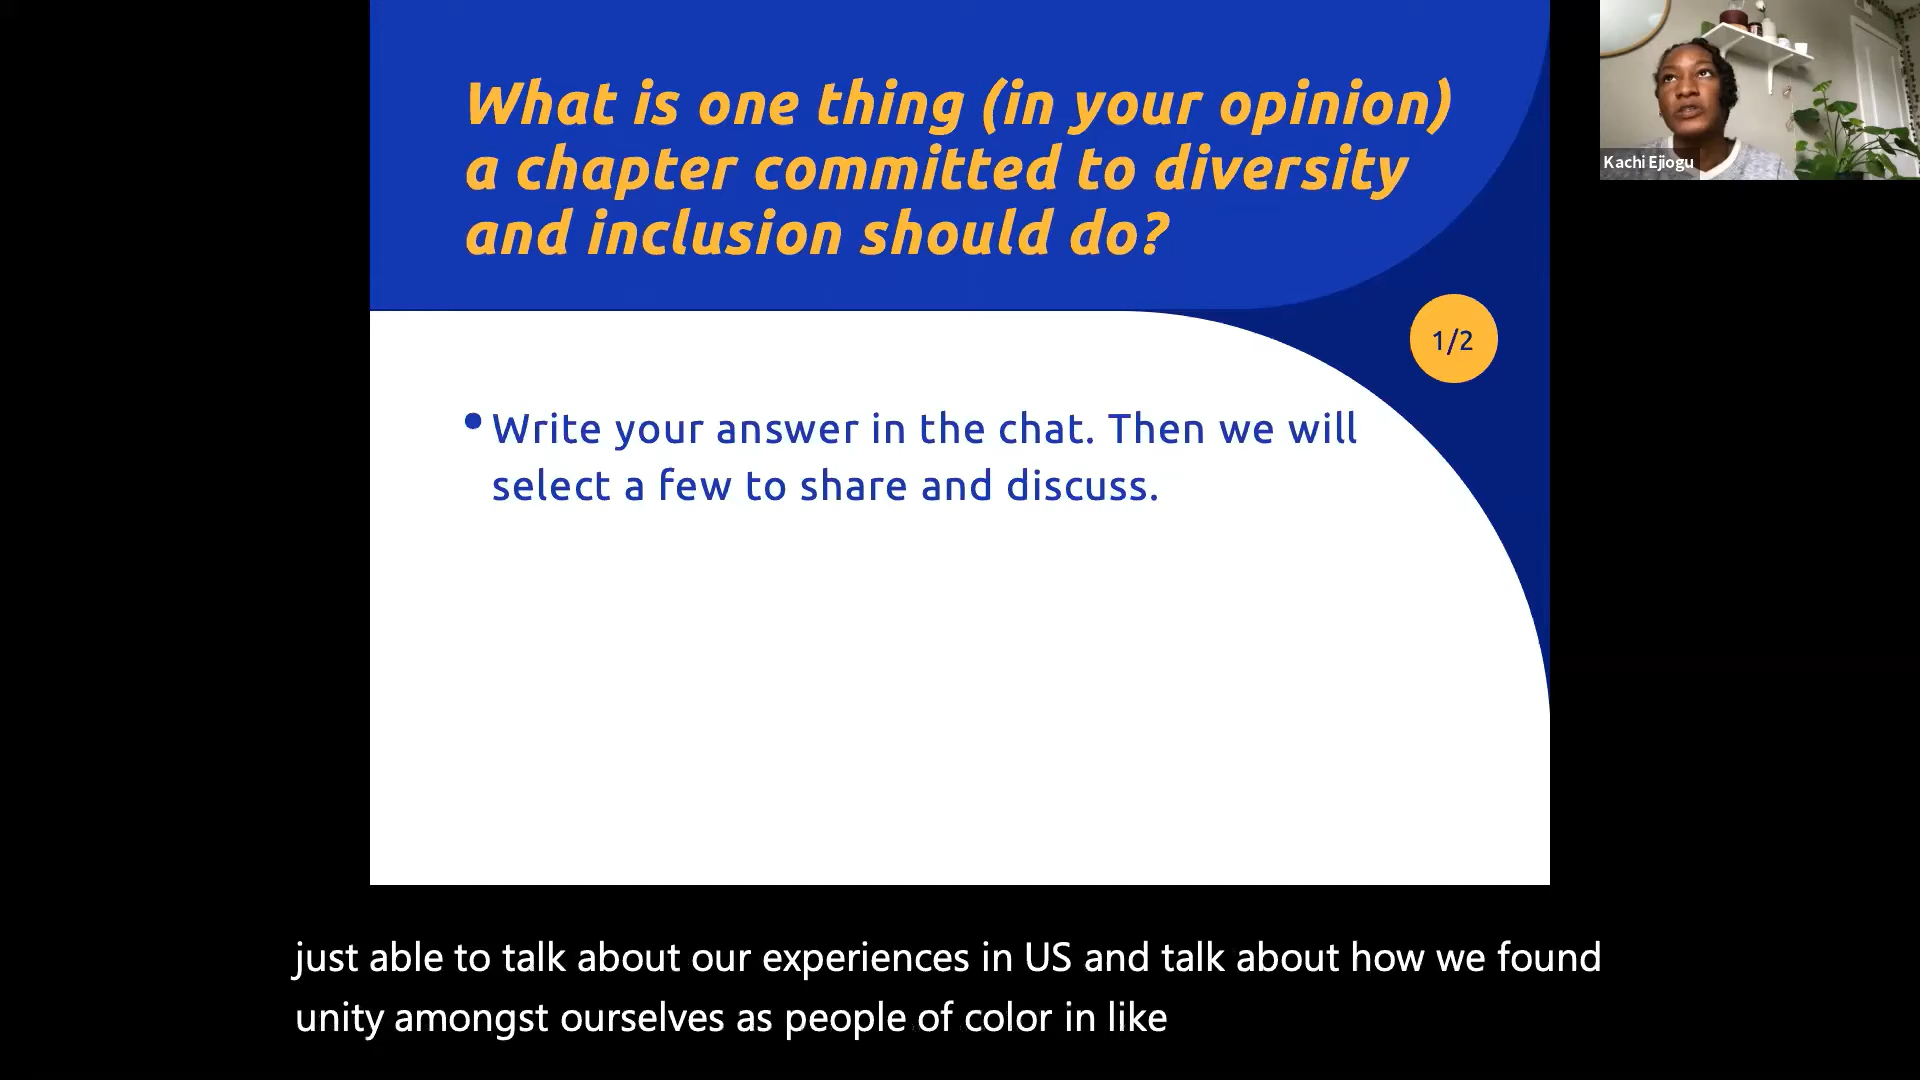 What is one thing (in your opinion)
a chapter committed to diversity
and inclusion should do?
Kachi Ejiogu
1/2
• Write your answer in the chat. Then we will
select a few to share and discuss.
just able to talk about our experiences in US and talk about how we found
unity amongst ourselves as people of color in like